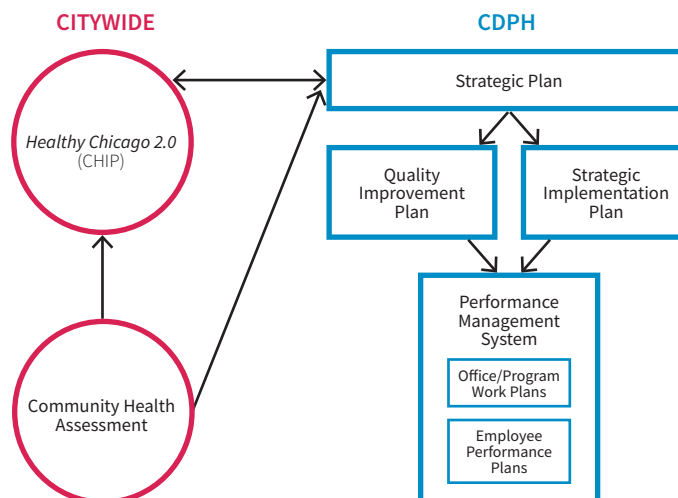 CITYWIDE
CDPH
Healthy Chicago 2.0
(CHIP)
Strategic Plan
Quality
Improvement
Plan
Strategic
Implementation
Plan
Community Health
Assessment
Performance
Management
System
Office/Program
Work Plans
Employee
Performance
Plans